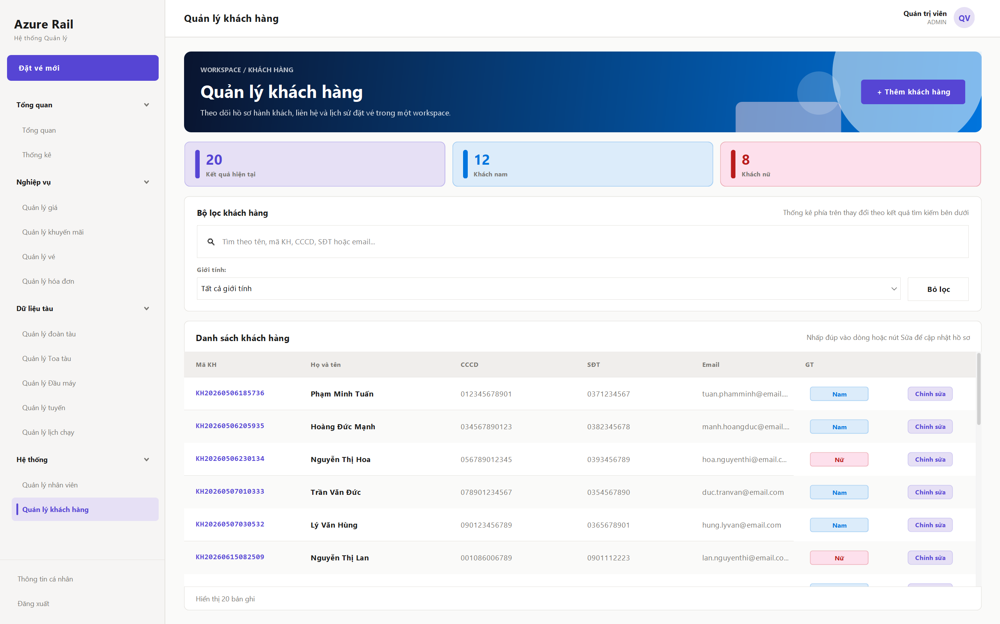 Azure Rail
Hệ thống Quản lý
Đặt vé mới
Tổng quan
Tổng quan
Thống kê
Nghiệp vụ
Quản lý giá
Quản lý khuyến mãi
Quản lý vé
Quản lý hóa đơn
Dữ liệu tàu
Quản lý đoàn tàu
Quản lý Toa tàu
Quản lý Đầu máy
Quản lý tuyến
Quản lý lịch chạy
Hệ thống
Quản lý nhân viên
Quản lý khách hàng
Thông tin cá nhân
Đăng xuất
Quản lý khách hàng
Quản trị viên
ADMIN
QV
WORKSPACE / KHÁCH HÀNG
Quản lý khách hàng
Theo dõi hồ sơ hành khách, liên hệ và lịch sử đặt vé trong một workspace.
+ Thêm khách hàng
20
Kết quả hiện tại
12
Khách nam
8
Khách nữ
Bộ lọc khách hàng
Thống kê phía trên thay đổi theo kết quả tìm kiếm bên dưới
Tìm theo tên, mã KH, CCCD, SĐT hoặc email...
Giới tính:
Tất cả giới tính
Bỏ lọc
Danh sách khách hàng
Nhấp đúp vào dòng hoặc nút Sửa để cập nhật hồ sơ
Mã KH Họ và tên CCCD SĐT Email GT
KH20260506185736 Phạm Minh Tuấn 012345678901 0371234567 tuan.phamminh@email.... Nam Chỉnh sửa
KH20260506205935 Hoàng Đức Mạnh 034567890123 0382345678 manh.hoangduc@email.... Nam Chỉnh sửa
KH20260506230134 Nguyễn Thị Hoa 056789012345 0393456789 hoa.nguyenthi@email.c... Nữ Chỉnh sửa
KH20260507010333 Trần Văn Đức 078901234567 0354567890 duc.tranvan@email.com Nam Chỉnh sửa
KH20260507030532 Lý Văn Hùng 090123456789 0365678901 hung.lyvan@email.com Nam Chỉnh sửa
KH20260615082509 Nguyễn Thị Lan 001086006789 0901112223 lan.nguyenthi@email.co... Nữ Chỉnh sửa
Hiển thị 20 bản ghi